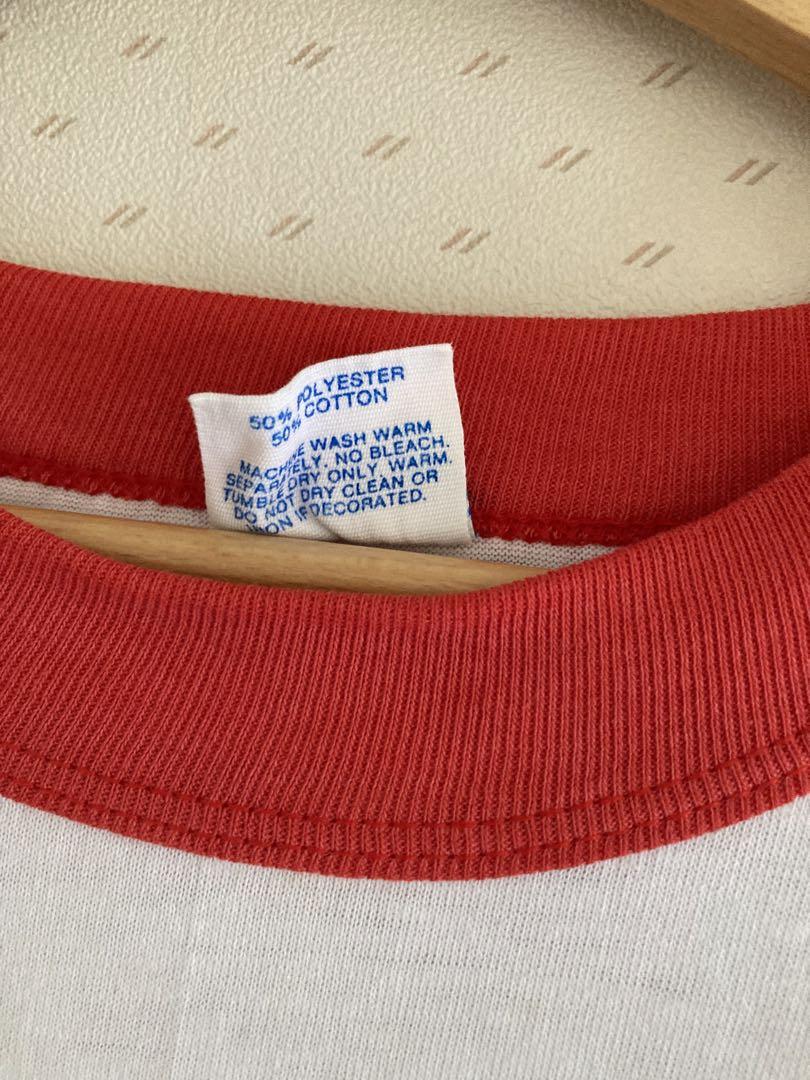 50% POLYESTER
50% COTTON
MACHINE WASH WARM
SEPARATELY. NO BLEACH.
TUMBLE DRY ONLY WARM.
DO NOT DRY CLEAN OR
IRON IF DECORATED.